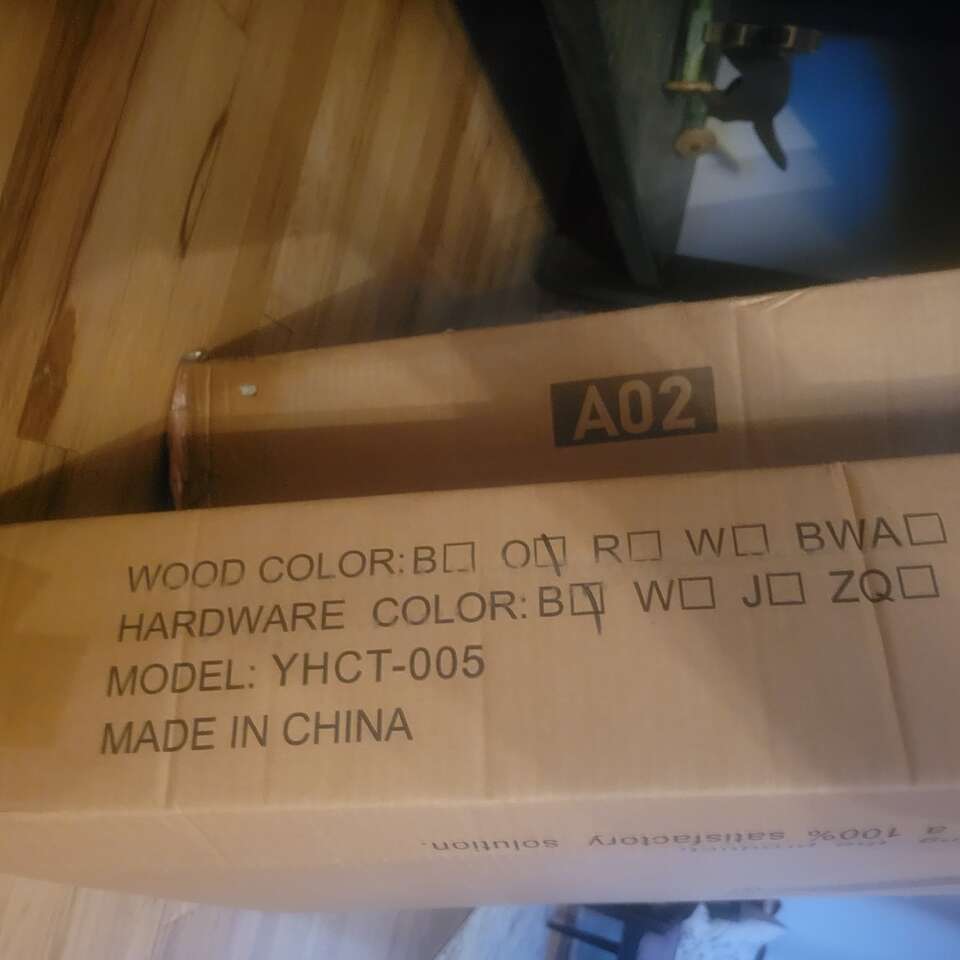 A02
WOOD COLOR: B☐ O☑ R☐ W☐ BWA☐
HARDWARE COLOR: B☑ W☐ J☐ ZQ☐
MODEL: YHCT-005
MADE IN CHINA
a 100% satisfactory solution.